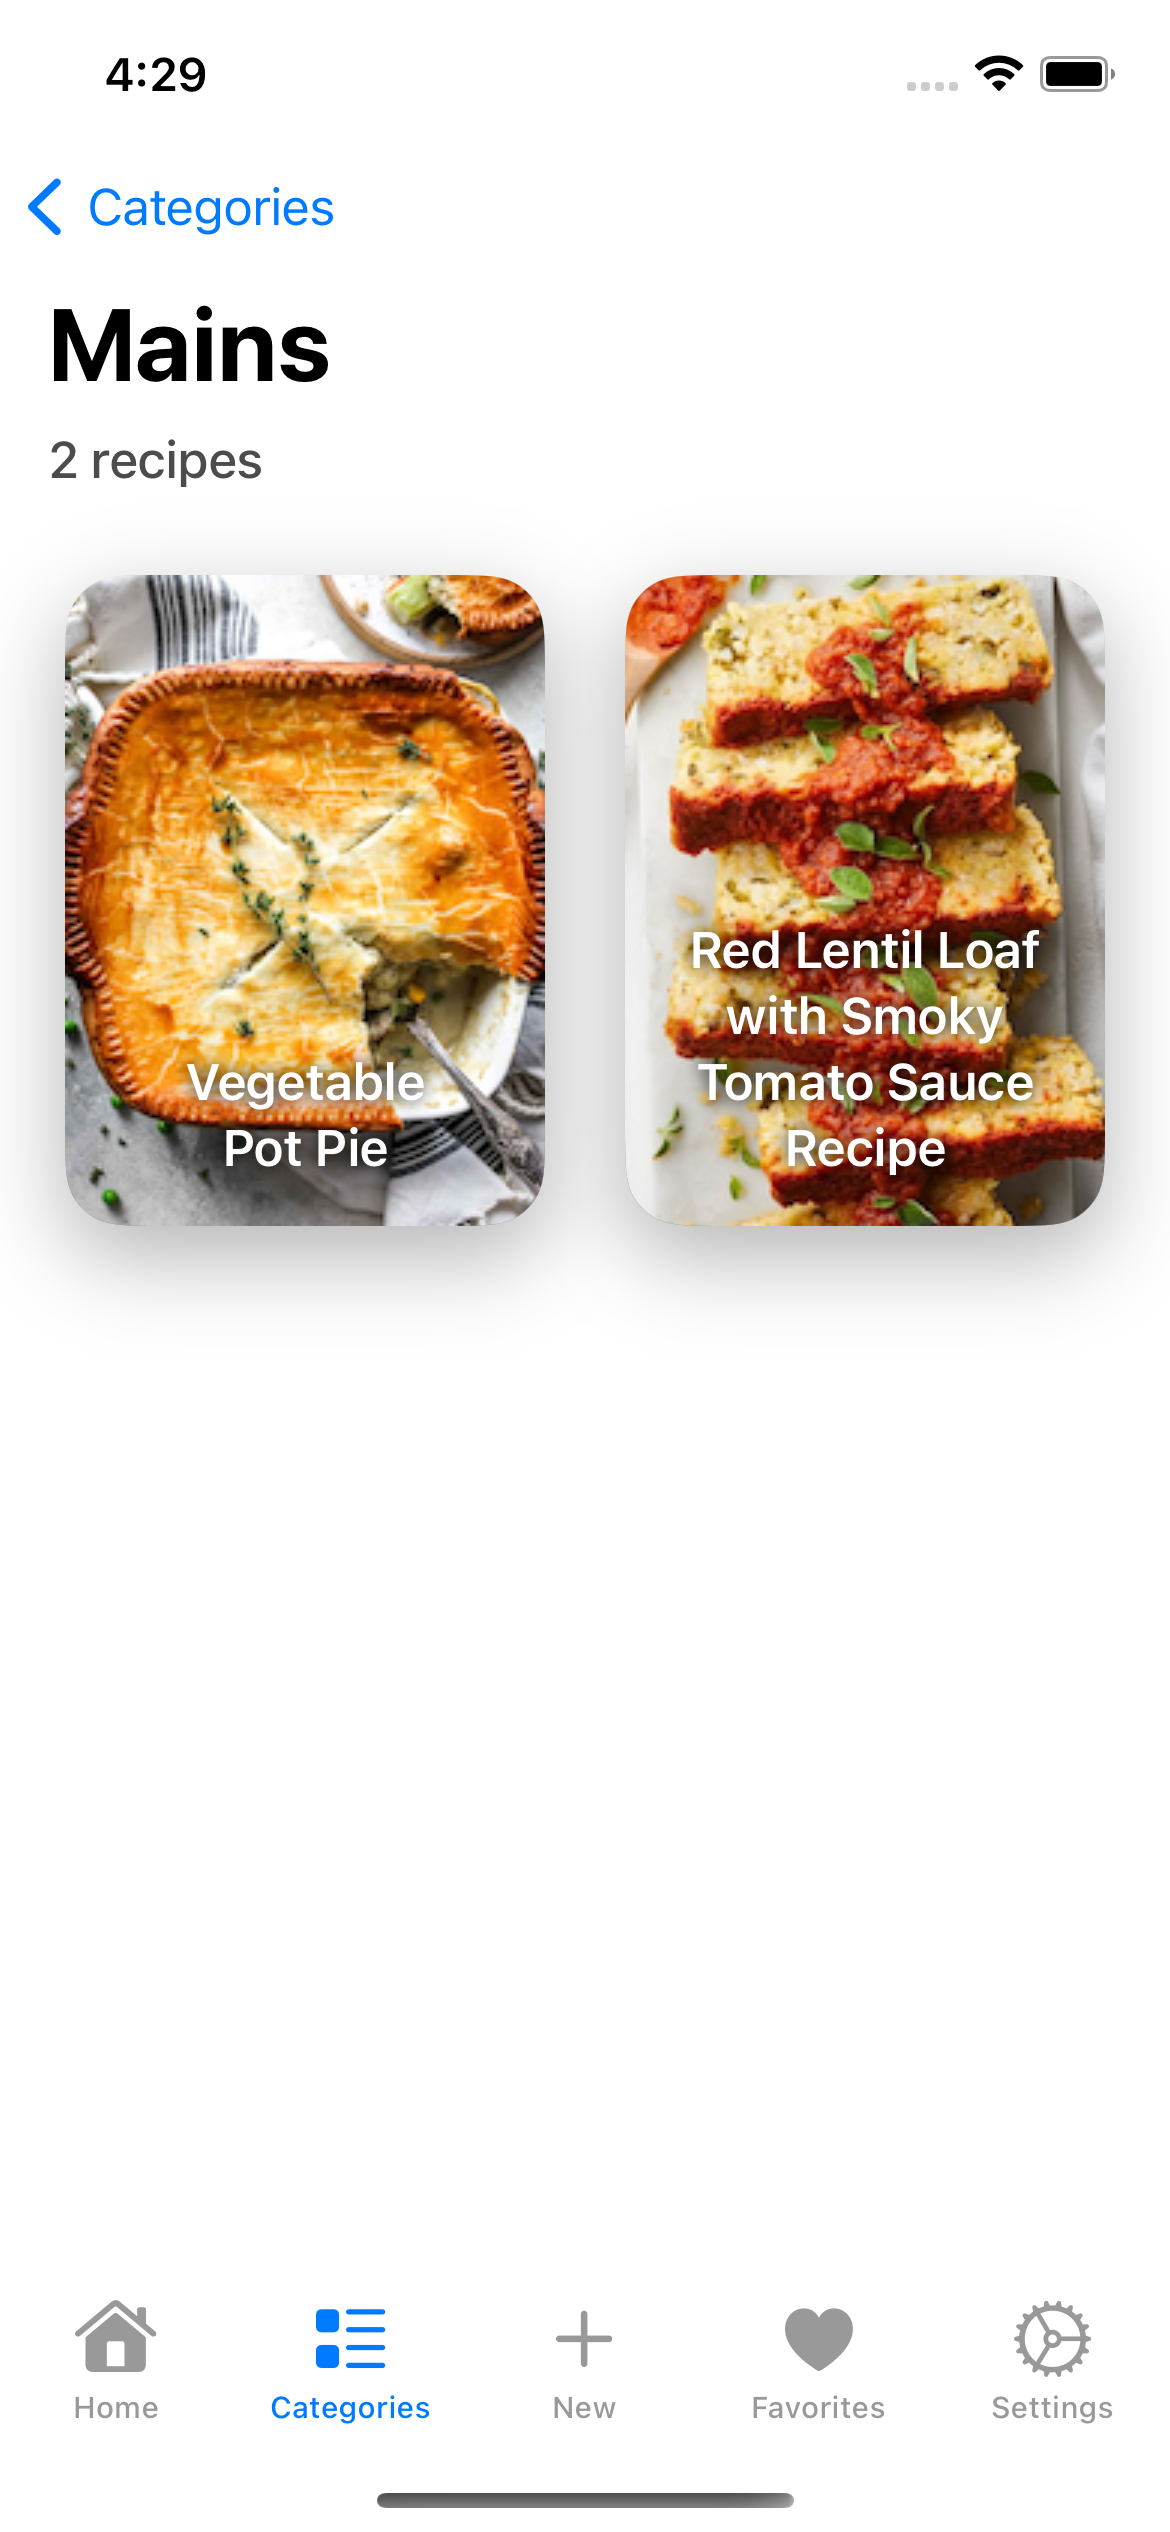 4:29
Categories
Mains
2 recipes
Vegetable
Pot Pie
Red Lentil Loaf
with Smoky
Tomato Sauce
Recipe
Home
Categories
New
Favorites
Settings